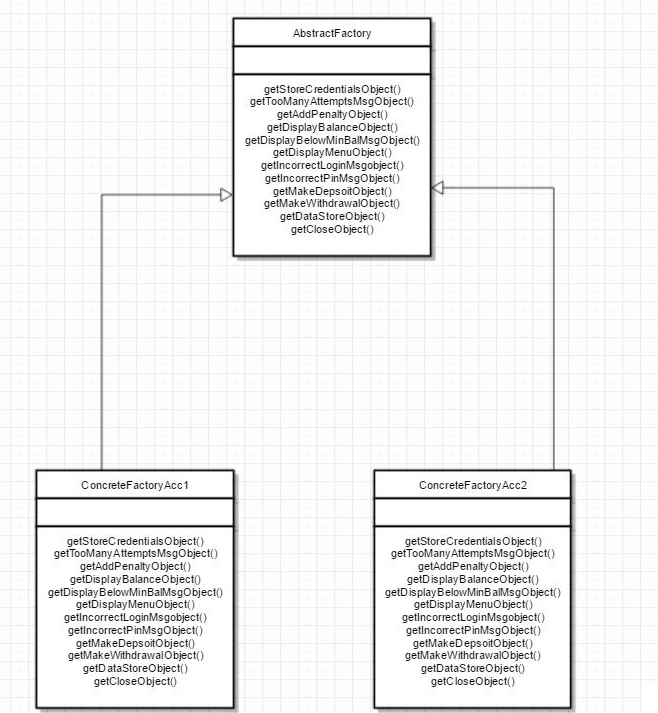 AbstractFactory
getStoreCredentialsObject()
getTooManyAttemptsMsgObject()
getAddPenaltyObject()
getDisplayBalanceObject()
getDisplayBelowMinBalMsgObject()
getDisplayMenuObject()
getIncorrectLoginMsgobject()
getIncorrectPinMsgObject()
getMakeDepsoitObject()
getMakeWithdrawalObject()
getDataStoreObject()
getCloseObject()
ConcreteFactoryAcc1
getStoreCredentialsObject()
getTooManyAttemptsMsgObject()
getAddPenaltyObject()
getDisplayBalanceObject()
getDisplayBelowMinBalMsgObject()
getDisplayMenuObject()
getIncorrectLoginMsgobject()
getIncorrectPinMsgObject()
getMakeDepsoitObject()
getMakeWithdrawalObject()
getDataStoreObject()
getCloseObject()
ConcreteFactoryAcc2
getStoreCredentialsObject()
getTooManyAttemptsMsgObject()
getAddPenaltyObject()
getDisplayBalanceObject()
getDisplayBelowMinBalMsgObject()
getDisplayMenuObject()
getIncorrectLoginMsgobject()
getIncorrectPinMsgObject()
getMakeDepsoitObject()
getMakeWithdrawalObject()
getDataStoreObject()
getCloseObject()